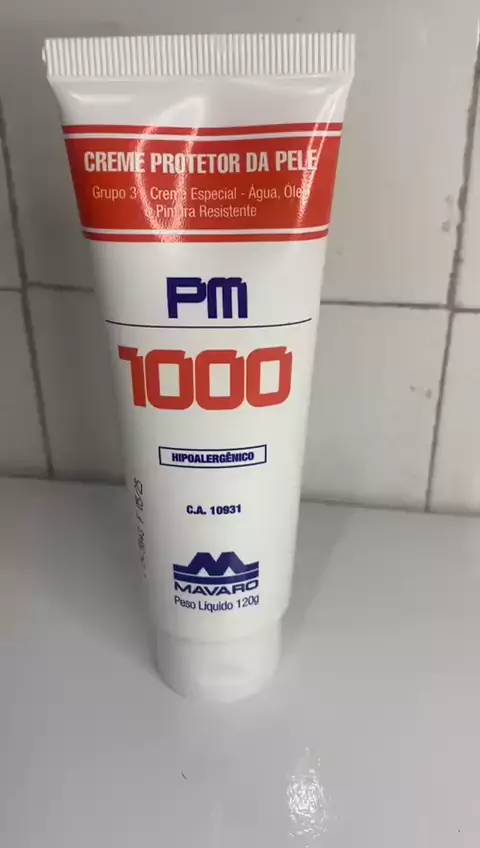 CREME PROTETOR DA PELE
Grupo 3 - Creme Especial - Água, Óleo
e Pintura Resistente
PM
1000
HIPOALERGÊNICO
C.A. 10931
MAVARO
Peso Líquido 120g